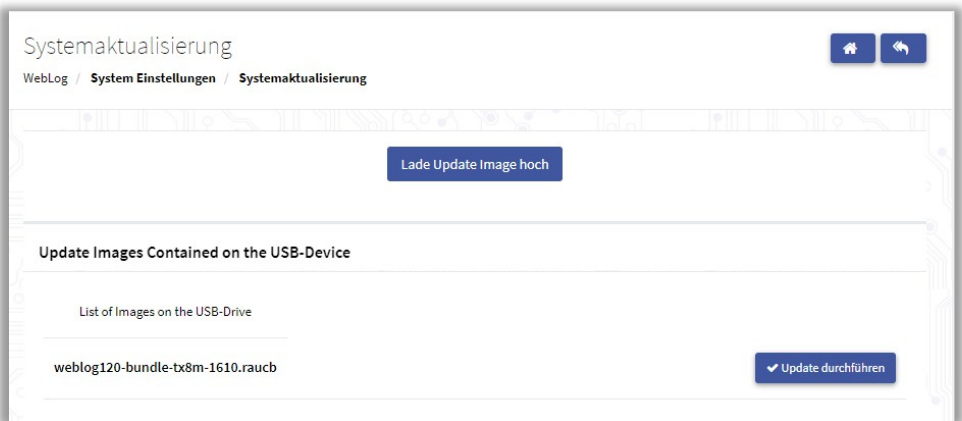 Systemaktualisierung
WebLog / System Einstellungen / Systemaktualisierung
Lade Update Image hoch
Update Images Contained on the USB-Device
List of Images on the USB-Drive
weblog120-bundle-tx8m-1610.raucb
Update durchführen